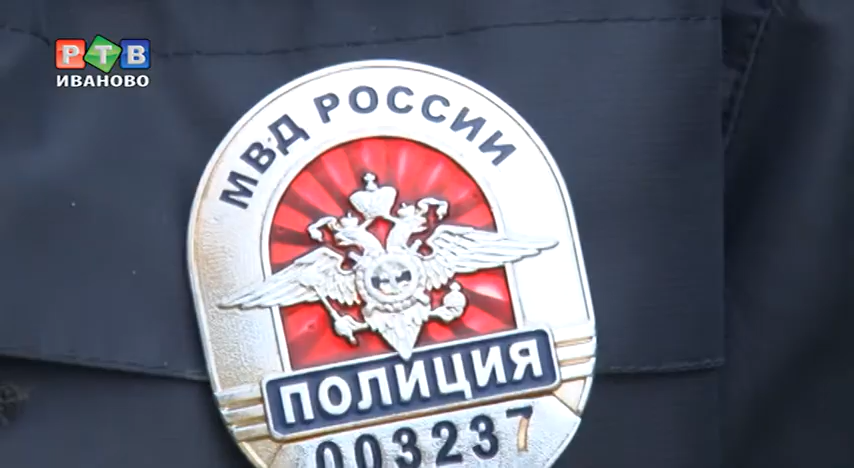 РТВ
ИВАНОВО
МВД РОССИИ
ПОЛИЦИЯ
003237